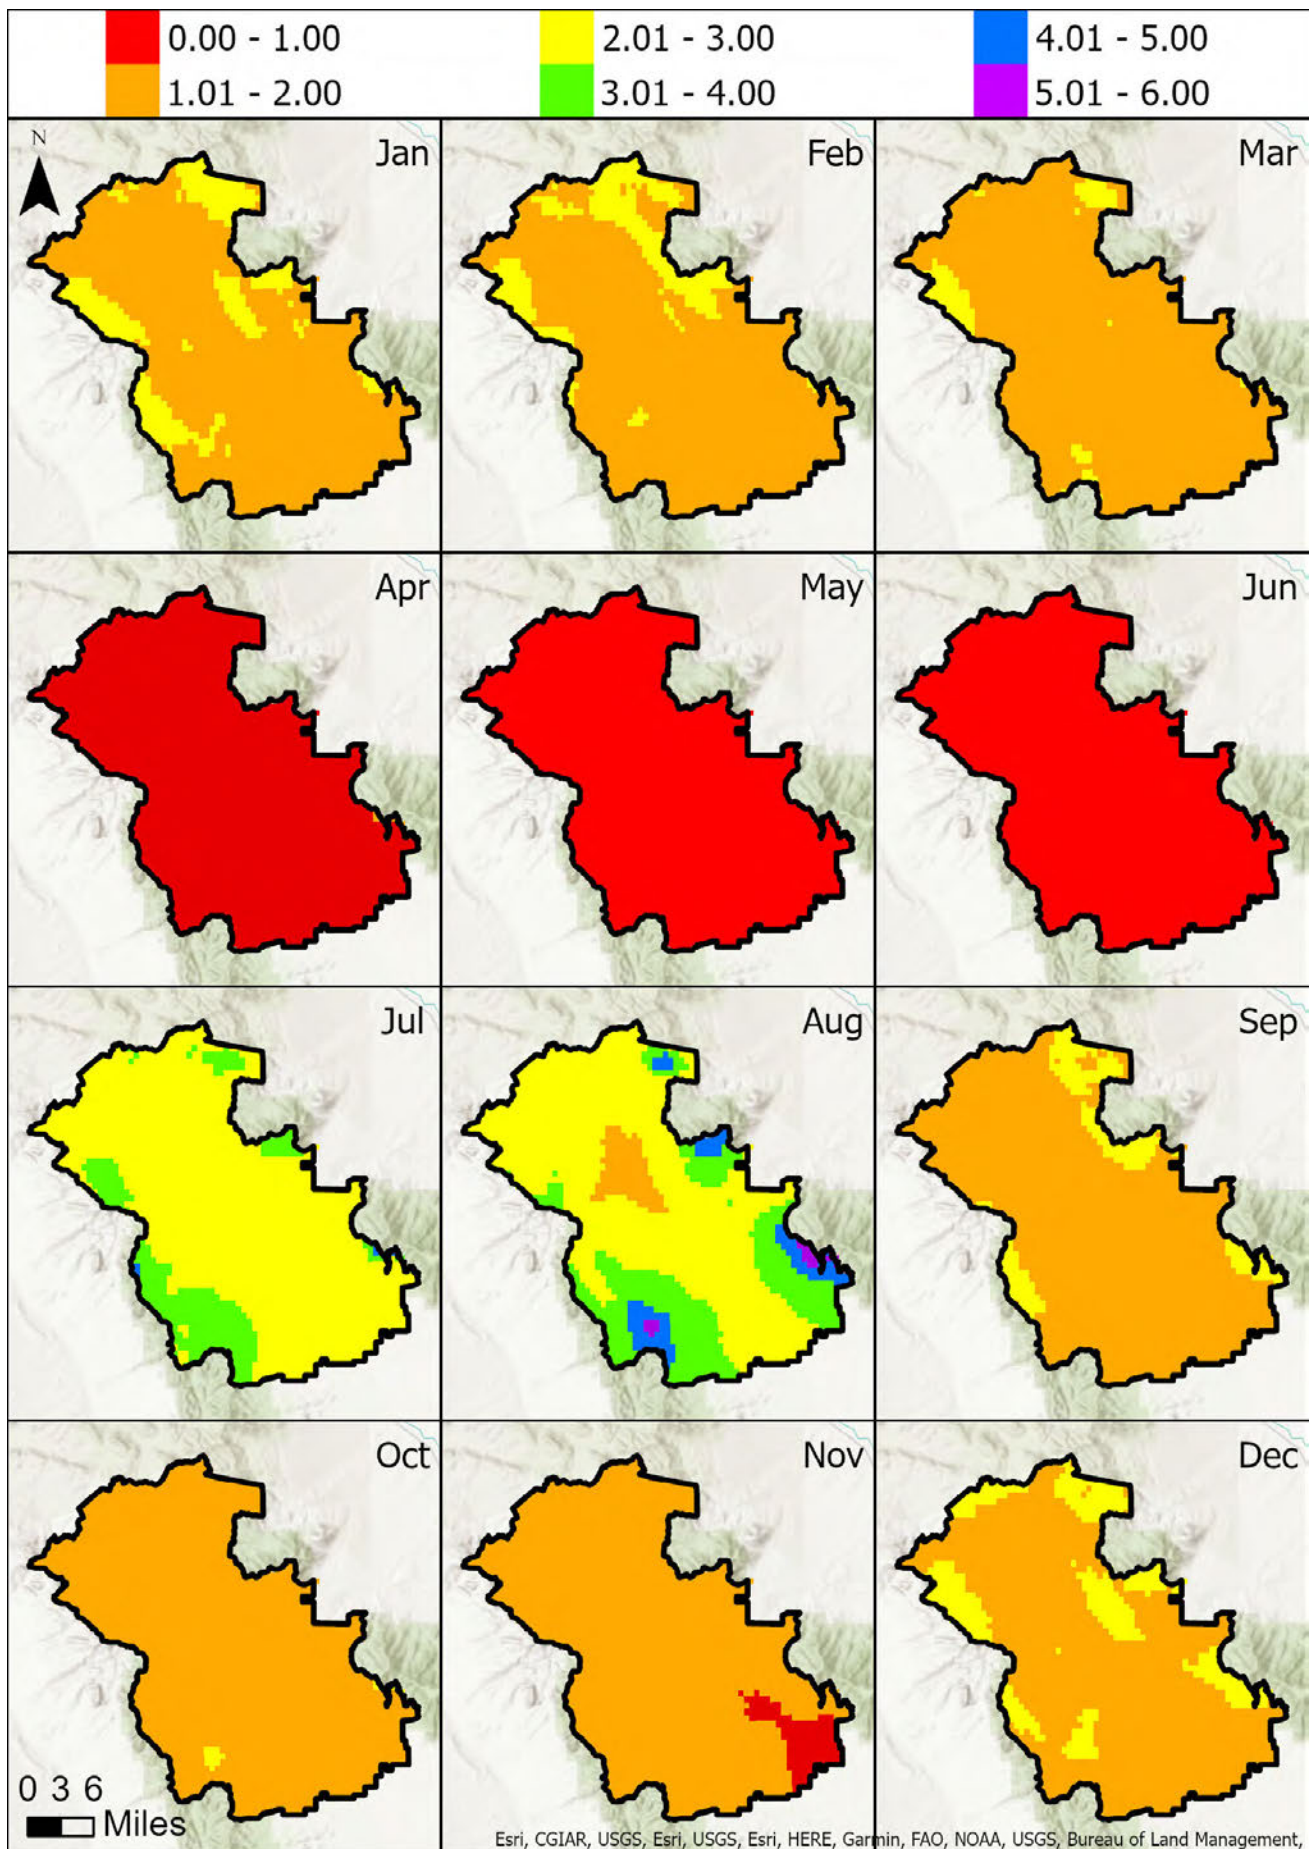 0.00 - 1.00
2.01 - 3.00
4.01 - 5.00
1.01 - 2.00
3.01 - 4.00
5.01 - 6.00
N
Jan
Feb
Mar
Apr
May
Jun
Jul
Aug
Sep
Oct
Nov
Dec
0 3 6
Miles
Esri, CGIAR, USGS, Esri, USGS, Esri, HERE, Garmin, FAO, NOAA, USGS, Bureau of Land Management,